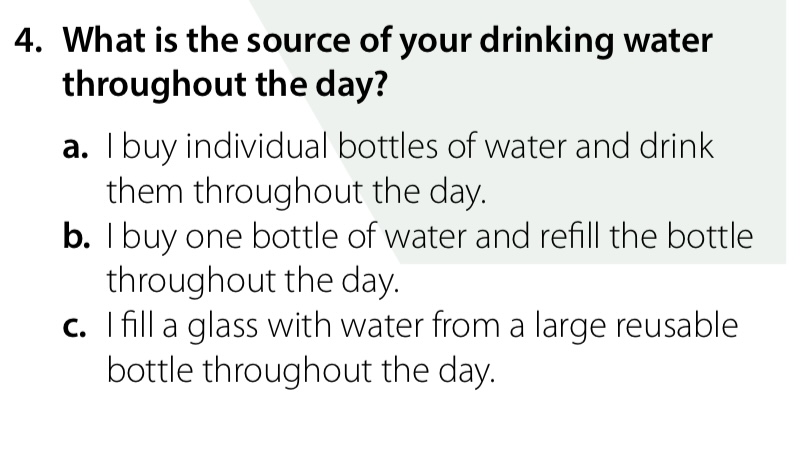 4. What is the source of your drinking water
throughout the day?
a. I buy individual bottles of water and drink
them throughout the day.
b. I buy one bottle of water and refill the bottle
throughout the day.
c. I fill a glass with water from a large reusable
bottle throughout the day.